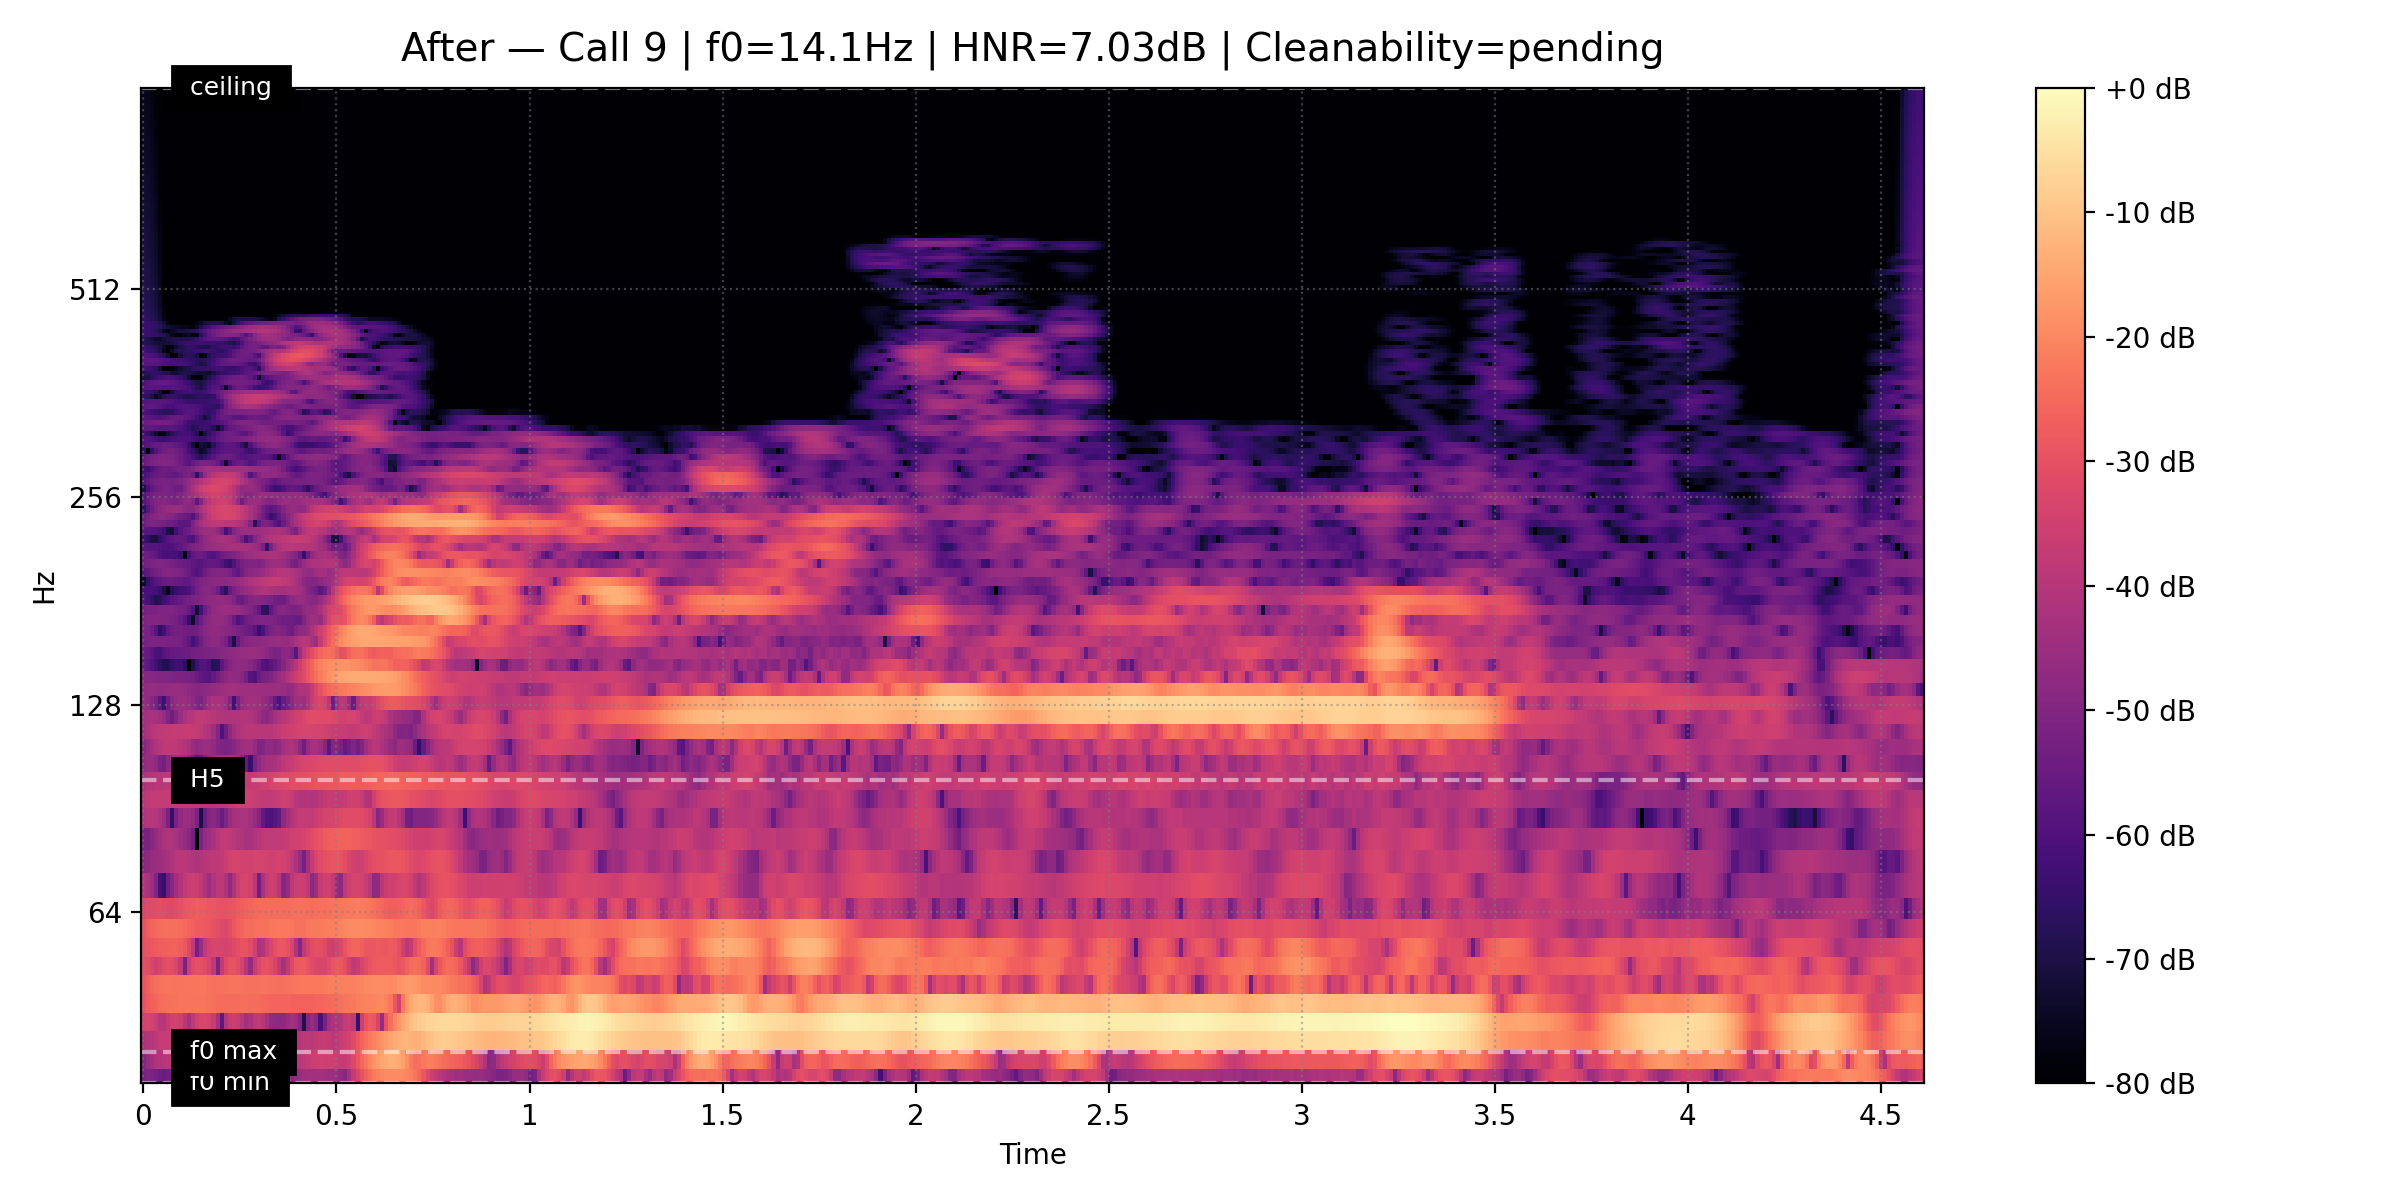 After — Call 9 | f0=14.1Hz | HNR=7.03dB | Cleanability=pending
ceiling
512
256
128
H5
64
f0 max
f0 min
Hz
0 0.5 1 1.5 2 2.5 3 3.5 4 4.5
Time
+0 dB
-10 dB
-20 dB
-30 dB
-40 dB
-50 dB
-60 dB
-70 dB
-80 dB